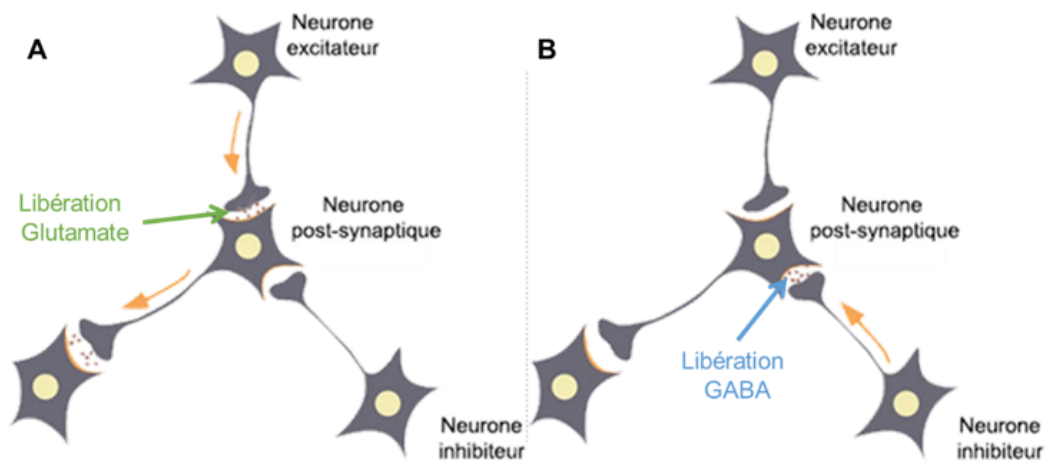 A
Neurone
excitateur
Libération
Glutamate
Neurone
post-synaptique
Neurone
inhibiteur
B
Neurone
excitateur
Neurone
post-synaptique
Libération
GABA
Neurone
inhibiteur